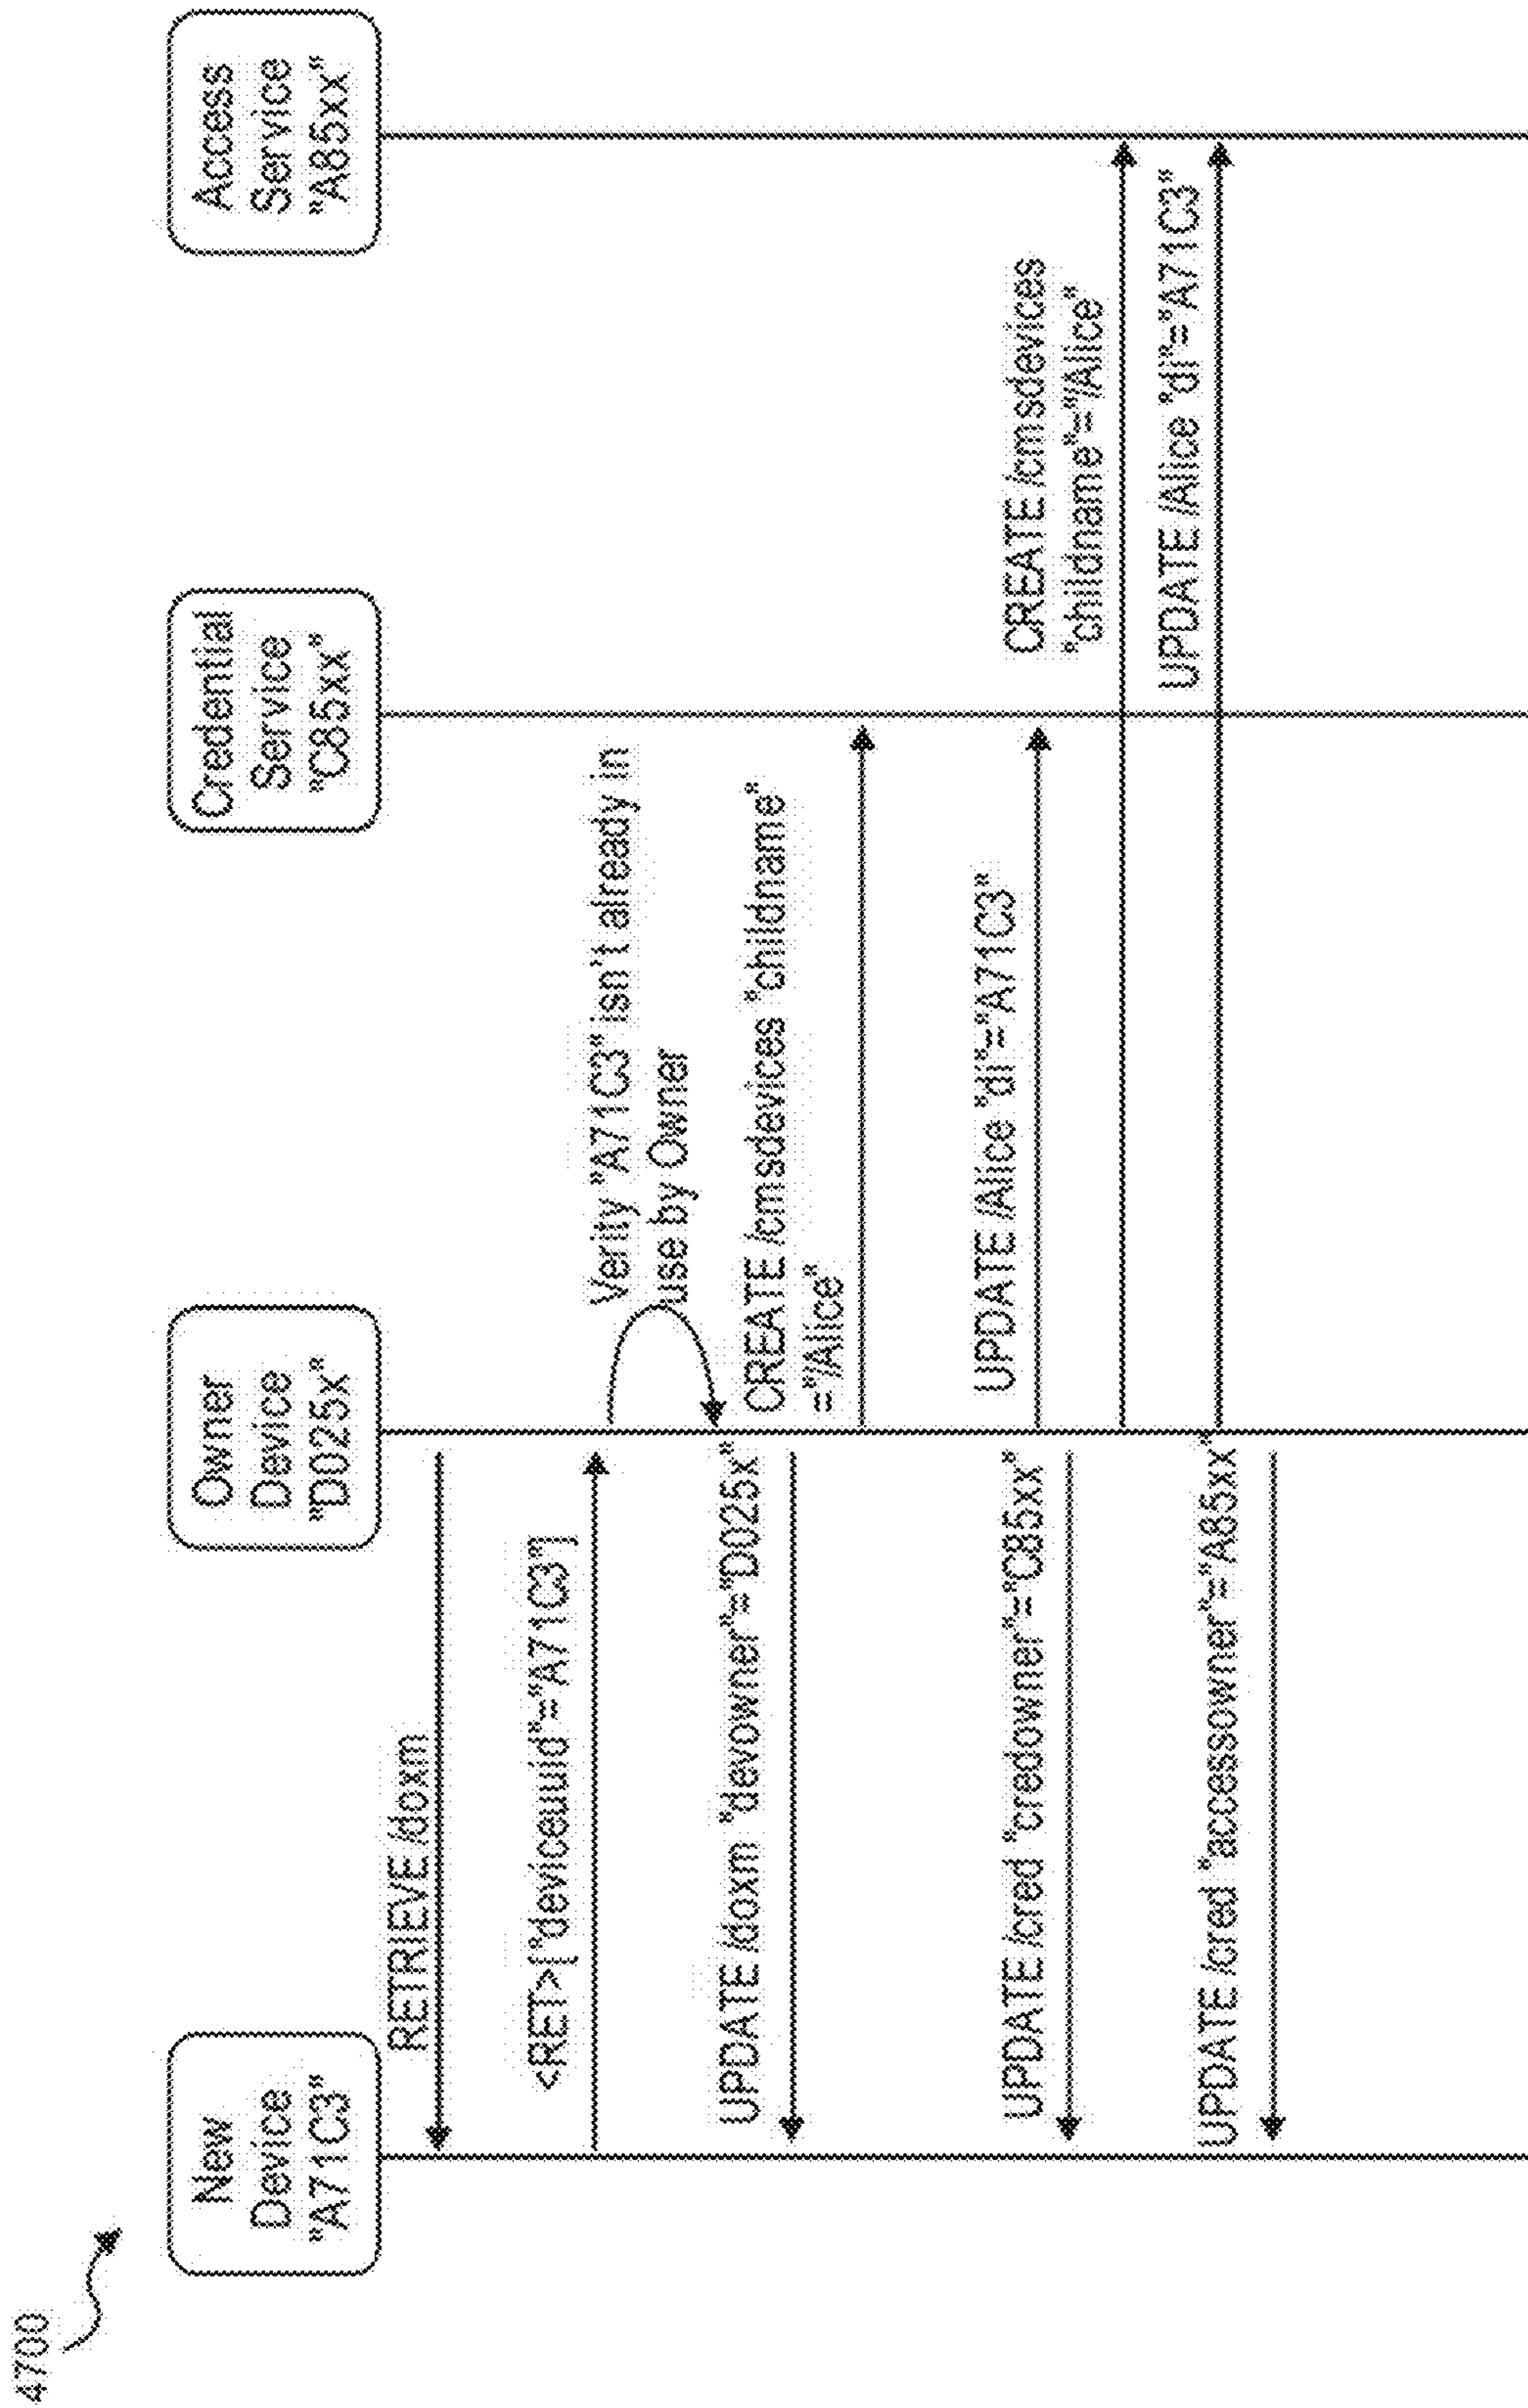 4700
New
Device
"A71C3"
Owner
Device
"D025x"
Credential
Service
"C85xx"
Access
Service
"A85xx"
RETRIEVE /doxm
<RET>["deviceuuid"="A71C3"]
Verify "A71C3" isn't already in
use by Owner
UPDATE /doxm "devowner"="D025x"
CREATE /cmsdevices "childname"
="/Alice"
UPDATE /Alice "di"="A71C3"
UPDATE /cred "credowner"="C85xx"
CREATE /cmsdevices
"childname"="/Alice"
UPDATE /Alice "di"="A71C3"
UPDATE /cred "accessowner"="A85xx"